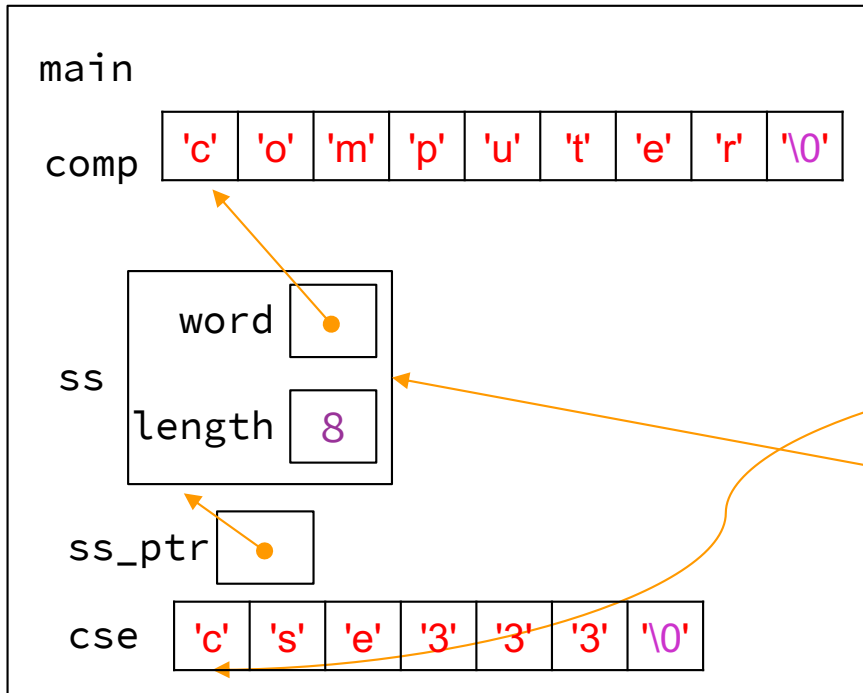 main
comp 'c' 'o' 'm' 'p' 'u' 't' 'e' 'r' '\0'
word
ss
length 8
ss_ptr
cse 'c' 's' 'e' '3' '3' '3' '\0'